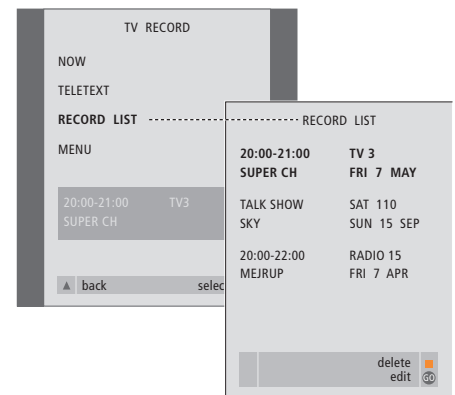 TV RECORD
NOW
TELETEXT
RECORD LIST
MENU
20:00-21:00 TV3
SUPER CH
back selec
RECORD LIST
20:00-21:00 TV 3
SUPER CH FRI 7 MAY
TALK SHOW SAT 110
SKY SUN 15 SEP
20:00-22:00 RADIO 15
MEJRUP FRI 7 APR
delete
edit GO